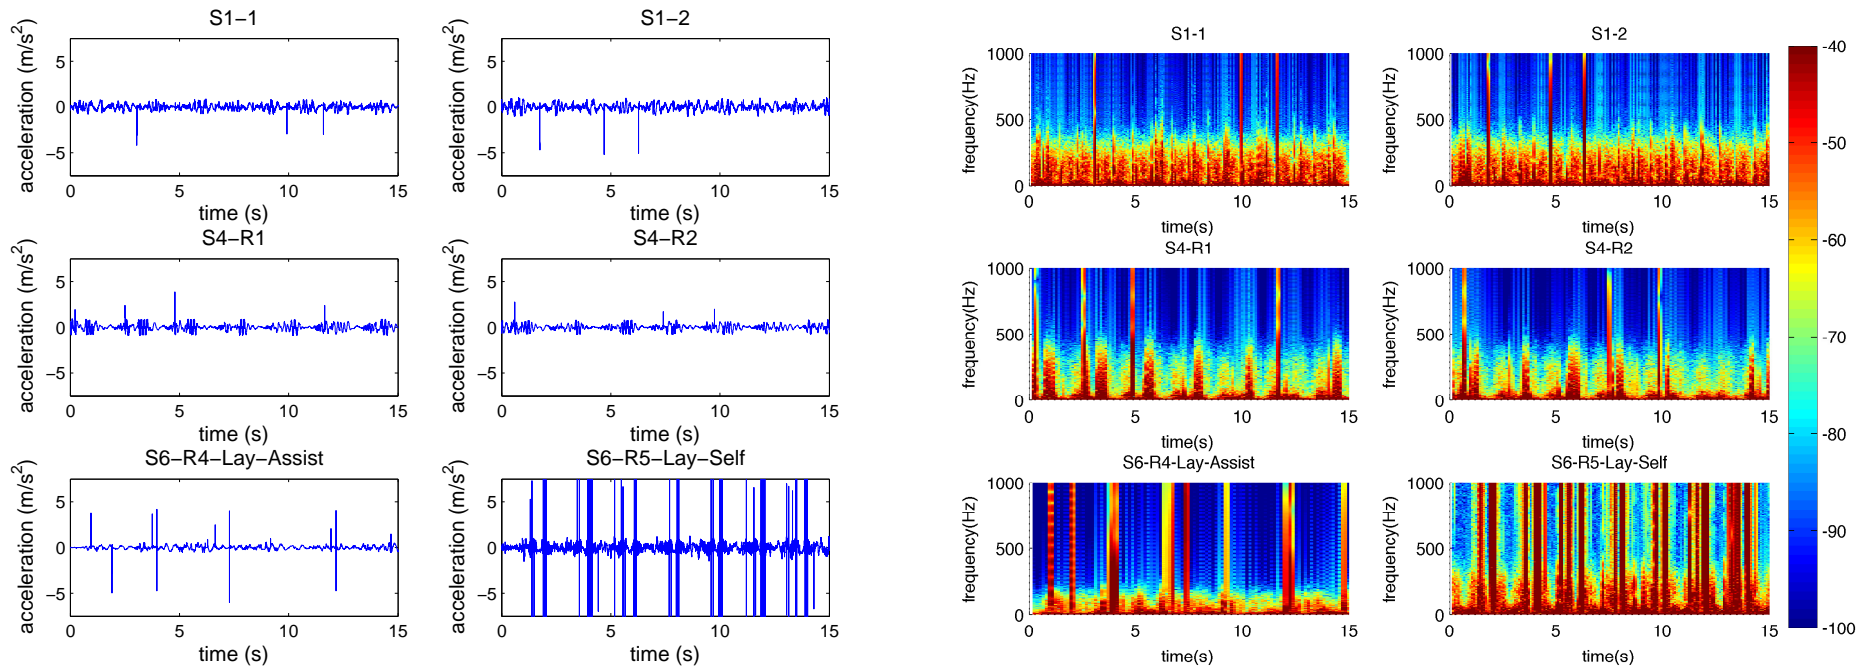 S1−1
acceleration (m/s²)
5
0
−5
0 5 10 15
time (s)
S1−2
acceleration (m/s²)
5
0
−5
0 5 10 15
time (s)
S4−R1
acceleration (m/s²)
5
0
−5
0 5 10 15
time (s)
S4−R2
acceleration (m/s²)
5
0
−5
0 5 10 15
time (s)
S6−R4−Lay−Assist
acceleration (m/s²)
5
0
−5
0 5 10 15
time (s)
S6−R5−Lay−Self
acceleration (m/s²)
5
0
−5
0 5 10 15
time (s)
S1-1
frequency(Hz)
1000
500
0
0 5 10 15
time(s)
S1-2
frequency(Hz)
1000
500
0
0 5 10 15
time(s)
S4-R1
frequency(Hz)
1000
500
0
0 5 10 15
time(s)
S4-R2
frequency(Hz)
1000
500
0
0 5 10 15
time(s)
S6-R4-Lay-Assist
frequency(Hz)
1000
500
0
0 5 10 15
time(s)
S6-R5-Lay-Self
frequency(Hz)
1000
500
0
0 5 10 15
time(s)
-40
-50
-60
-70
-80
-90
-100